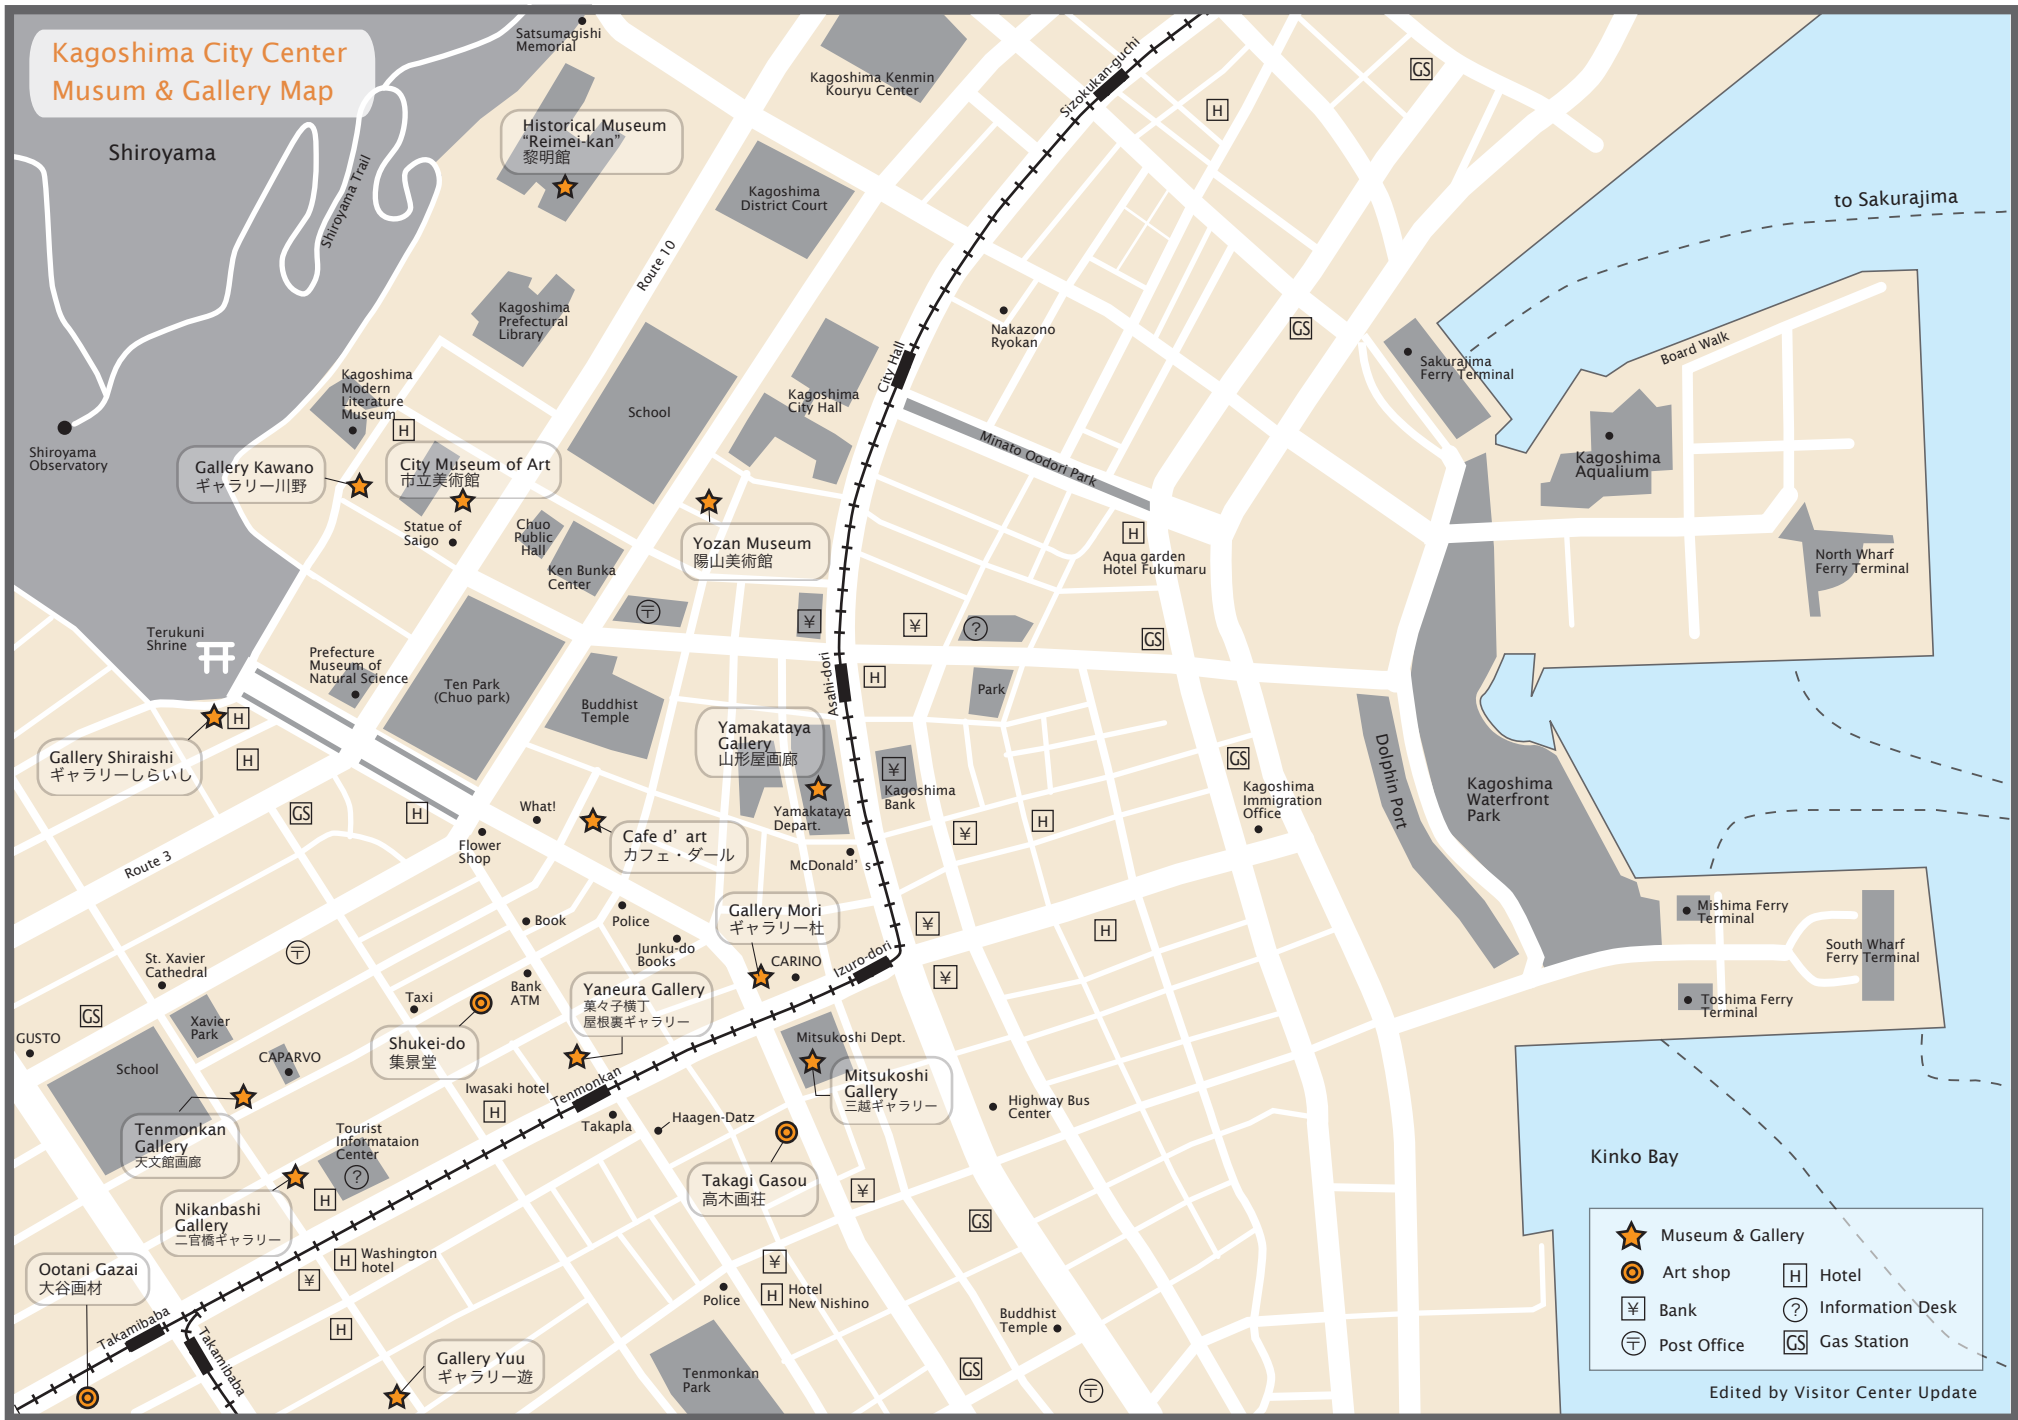 Kagoshima City Center
Musum & Gallery Map
Shiroyama
Shiroyama Trail
Satsumagishi
Memorial
Historical Museum
“Reimei-kan”
黎明館
Kagoshima Kenmin
Kouryu Center
Sizokukan-guchi
GS
H
Kagoshima
District Court
Route 10
to Sakurajima
Kagoshima
Prefectural
Library
Nakazono
Ryokan
GS
Sakurajima
Ferry Terminal
Board Walk
City Hall
Kagoshima
Modern
Literature
Museum
H
School
Kagoshima
City Hall
Minato Oodori Park
Kagoshima
Aqualium
Shiroyama
Observatory
Gallery Kawano
ギャラリー川野
City Museum of Art
市立美術館
Statue of
Saigo
Chuo
Public
Hall
Ken Bunka
Center
Yozan Museum
陽山美術館
H
Aqua garden
Hotel Fukumaru
North Wharf
Ferry Terminal
〒
¥
¥
?
GS
Terukuni
Shrine
Prefecture
Museum of
Natural Science
Ten Park
(Chuo park)
Buddhist
Temple
Asahi-dori
H
Park
H
Gallery Shiraishi
ギャラリーしらいし
H
Yamakataya
Gallery
山形屋画廊
Yamakataya
Depart.
¥
Kagoshima
Bank
GS
Kagoshima
Immigration
Office
Dolphin Port
Kagoshima
Waterfront
Park
GS
H
What!
Flower
Shop
Cafe d’ art
カフェ・ダール
McDonald’ s
¥
H
Route 3
Book
Police
Junku-do
Books
Gallery Mori
ギャラリー杜
CARINO
Izuro-dori
¥
H
¥
Mishima Ferry
Terminal
South Wharf
Ferry Terminal
Toshima Ferry
Terminal
〒
St. Xavier
Cathedral
GS
GUSTO
Xavier
Park
School
CAPARVO
Taxi
Bank
ATM
Shukei-do
集景堂
Yaneura Gallery
菓々子横丁
屋根裏ギャラリー
Iwasaki hotel
H
Tenmonkan
Takapla
Haagen-Datz
Mitsukoshi Dept.
Mitsukoshi
Gallery
三越ギャラリー
Highway Bus
Center
Tenmonkan
Gallery
天文館画廊
Tourist
Informataion
Center
?
Takagi Gasou
高木画荘
¥
GS
Kinko Bay
Nikanbashi
Gallery
二官橋ギャラリー
H
H
Washington
hotel
¥
Ootani Gazai
大谷画材
Police
¥
H
Hotel
New Nishino
Buddhist
Temple
Takamibaba
Takamibaba
H
Gallery Yuu
ギャラリー遊
Tenmonkan
Park
GS
〒
Museum & Gallery
Art shop
H Hotel
¥ Bank
? Information Desk
〒 Post Office
GS Gas Station
Edited by Visitor Center Update